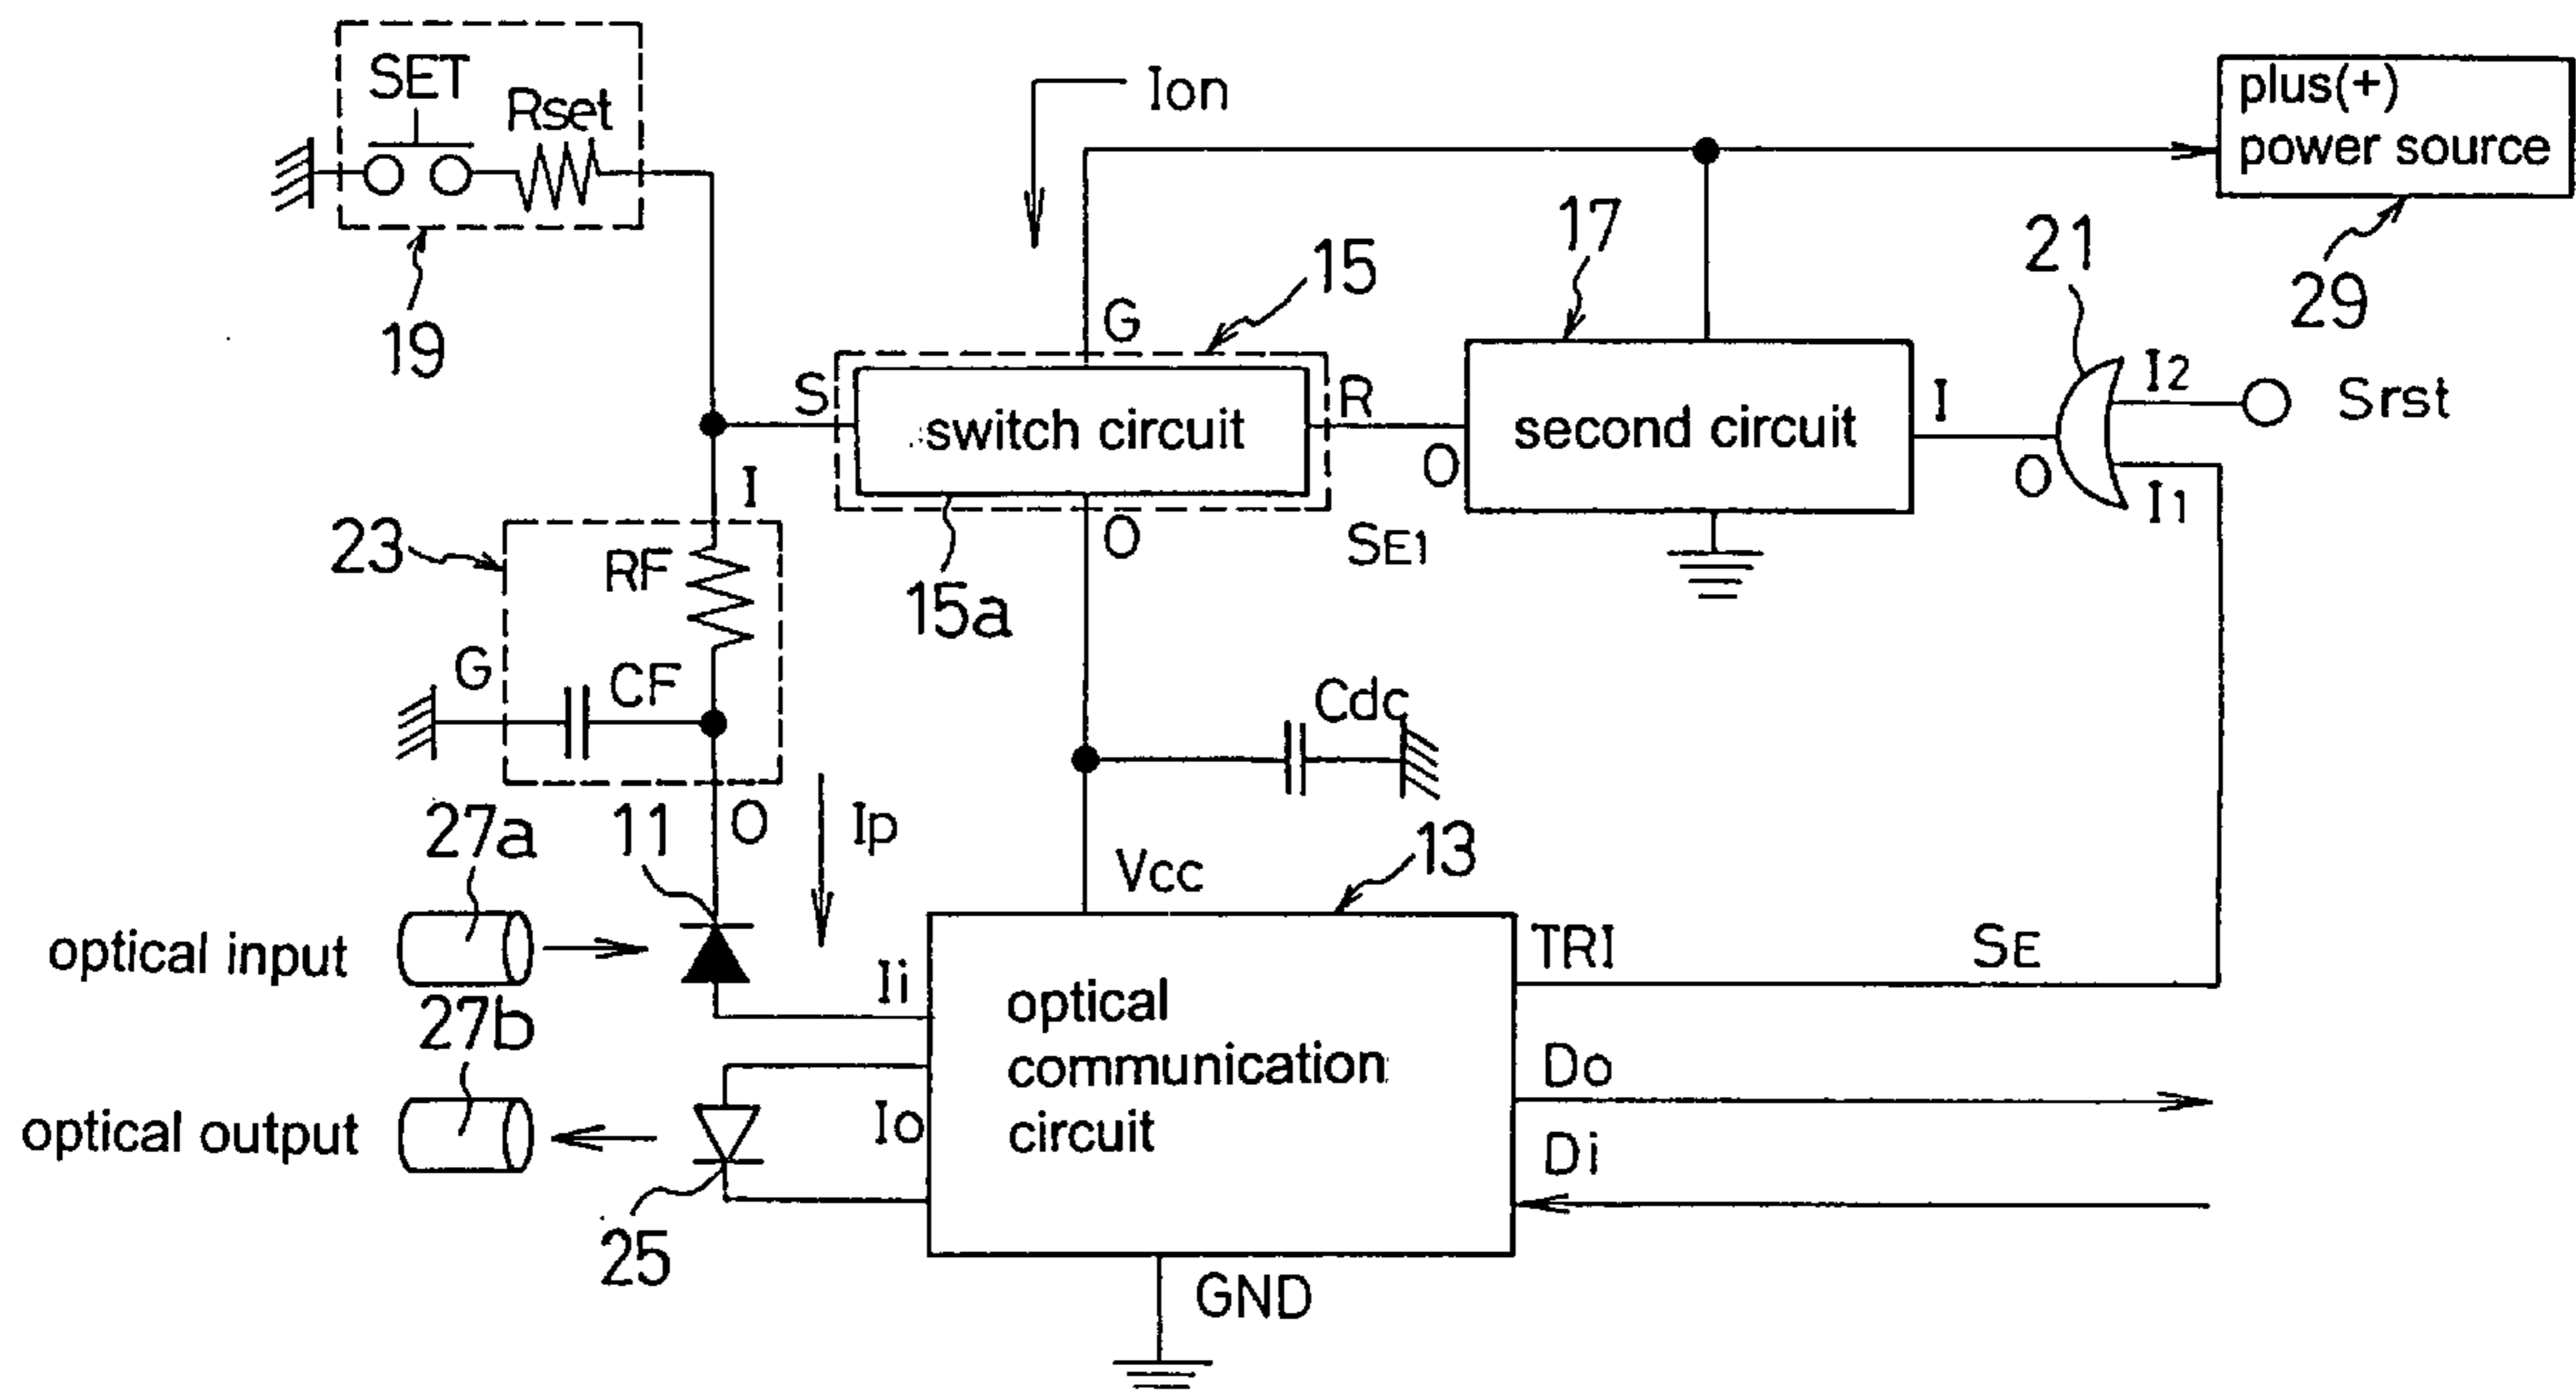 SET
Rset
19
Ion
plus(+)
power source
29
17
21
15
G
S
switch circuit
R
O
15a
SE1
O
second circuit
I
O
I2
I1
Srst
I
23
RF
G
CF
O
11
Ip
Cdc
27a
optical input
27b
optical output
25
Vcc
13
Ii
Io
optical
communication
circuit
TRI
SE
Do
Di
GND